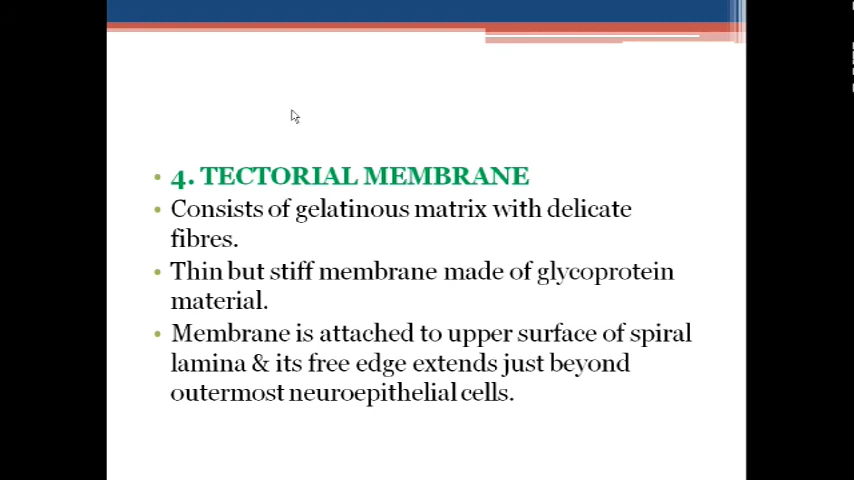 • 4. TECTORIAL MEMBRANE
• Consists of gelatinous matrix with delicate
fibres.
• Thin but stiff membrane made of glycoprotein
material.
• Membrane is attached to upper surface of spiral
lamina & its free edge extends just beyond
outermost neuroepithelial cells.